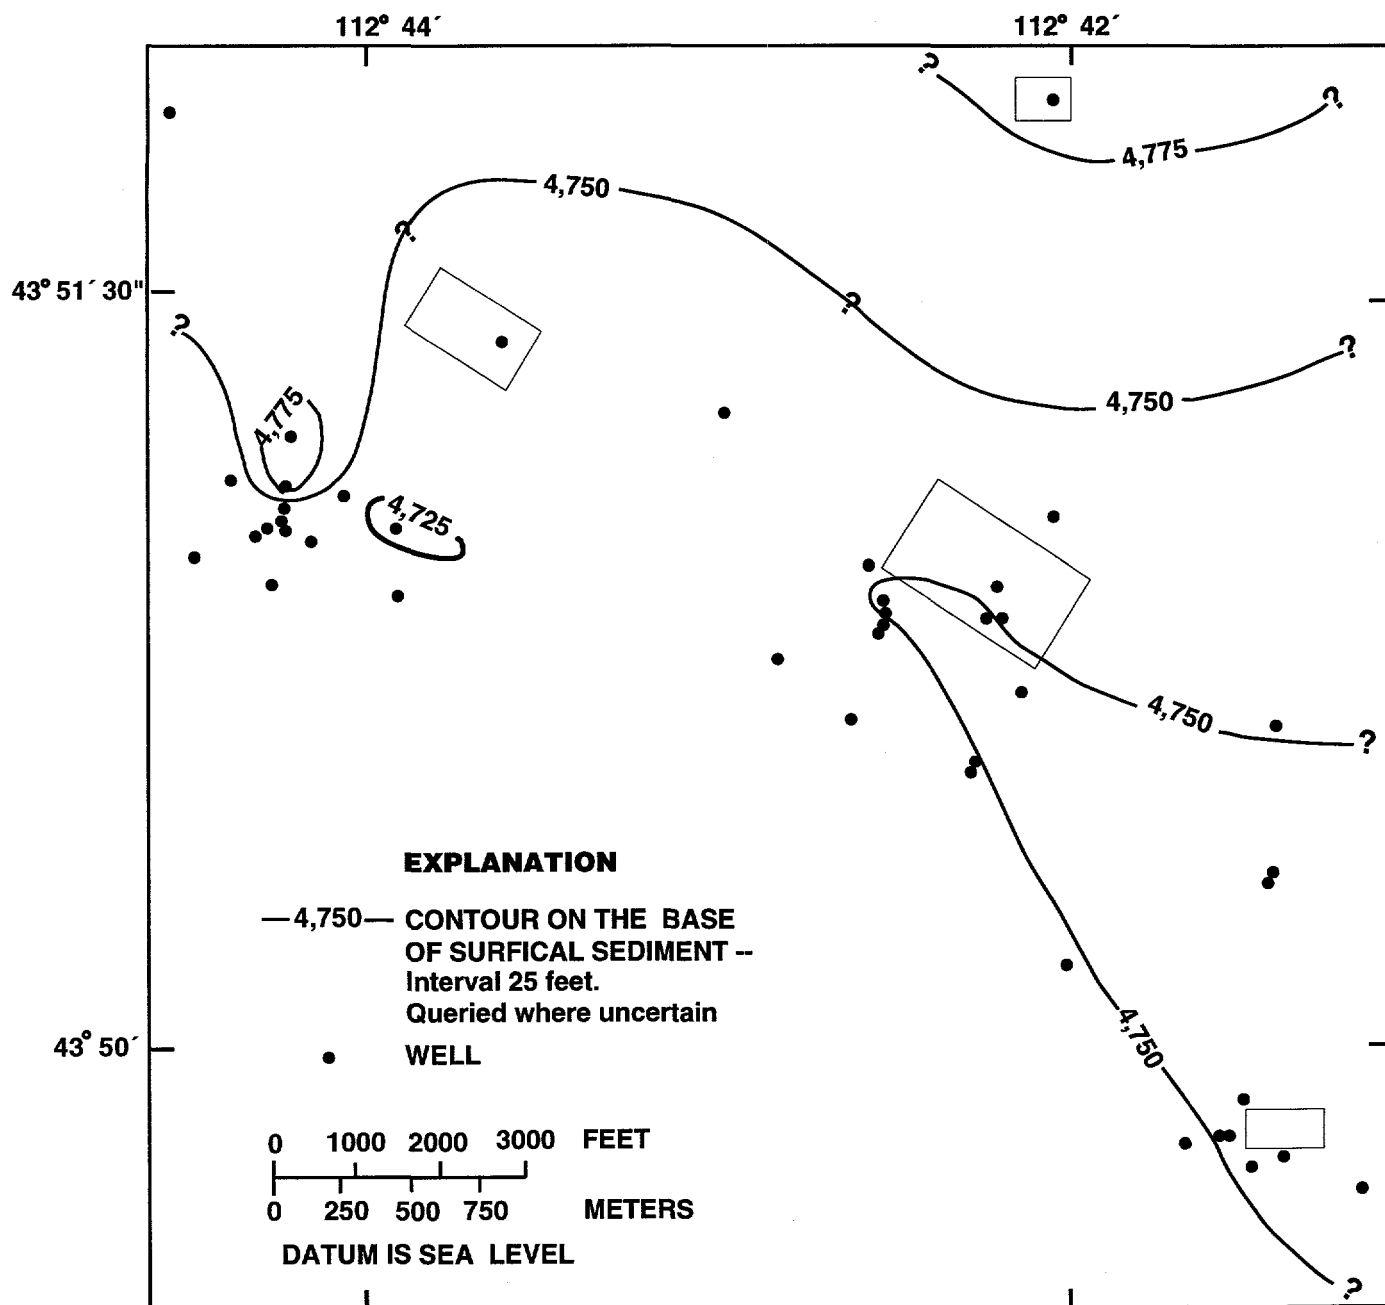 112° 44´ 112° 42´
?
?
4,775
4,750
?
43° 51´ 30"
?
?
?
4,775
4,750
4,725
4,750
?
EXPLANATION
—4,750— CONTOUR ON THE BASE
OF SURFICAL SEDIMENT --
Interval 25 feet.
Queried where uncertain
43° 50´
WELL
4,750
0 1000 2000 3000 FEET
0 250 500 750 METERS
DATUM IS SEA LEVEL
?